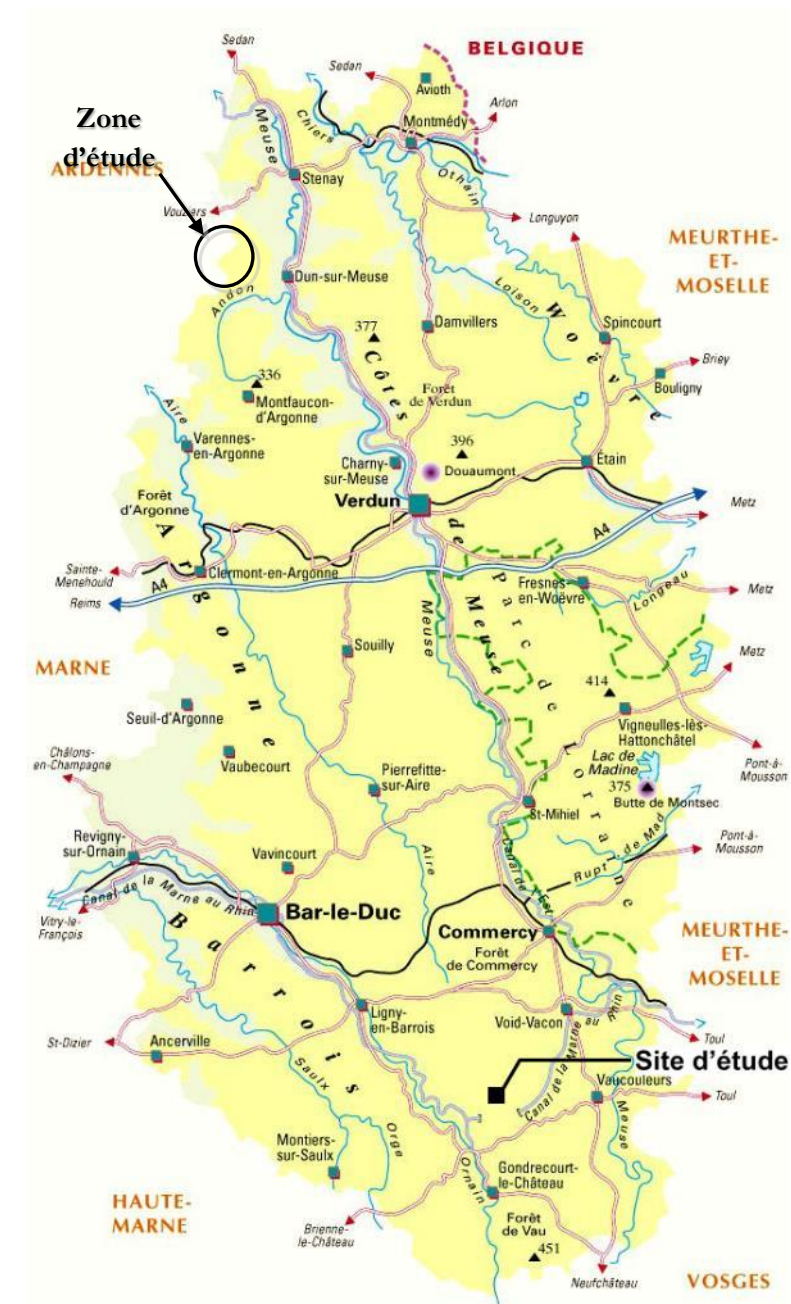 Sedan
BELGIQUE
Sedan
Avioth
Zone
d'étude
Arlon
Montmédy
Chiers
Meuse
ARDENNES
Othain
Stenay
Vouziers
Longuyon
MEURTHE-
ET-
MOSELLE
Dun-sur-Meuse
Andon
Loison
Woëvre
Spincourt
Damvillers
377
Côtes de Meuse
Briey
Bouligny
336
Montfaucon-
d'Argonne
Forêt
de Verdun
Aire
Varennes-
en-Argonne
396
Charny-
sur-Meuse
Douaumont
Étain
Forêt
d'Argonne
Verdun
Metz
A4
Argonne
Sainte-
Menehould
Clermont-en-Argonne
A4
Reims
Parc de Lorraine
Fresnes-
en-Woëvre
Longeau
Metz
Meuse
Souilly
Metz
MARNE
414
Seuil-d'Argonne
Vigneulles-lès-
Hattonchâtel
Châlons-
en-Champagne
Vaubecourt
Lac de
Madine
Pont-à-
Mousson
Pierrefitte-
sur-Aire
375
Butte de Montsec
St-Mihiel
Revigny-
sur-Ornain
Vavincourt
Aire
Canal de l'Est
Rupt de Mad
Pont-à-
Mousson
Canal de la Marne au Rhin
Vitry-le-
François
Bar-le-Duc
Commercy
Forêt
de Commercy
MEURTHE-
ET-
MOSELLE
Barrois
Ligny-
en-Barrois
Void-Vacon
Canal de la Marne au Rhin
Toul
St-Dizier
Ancerville
Saulx
Site d'étude
Vaucouleurs
Toul
Meuse
Orge
Montiers-
sur-Saulx
Ornain
Gondrecourt-
le-Château
HAUTE-
MARNE
Forêt
de Vau
Brienne-
le-Château
451
Neufchâteau
VOSGES